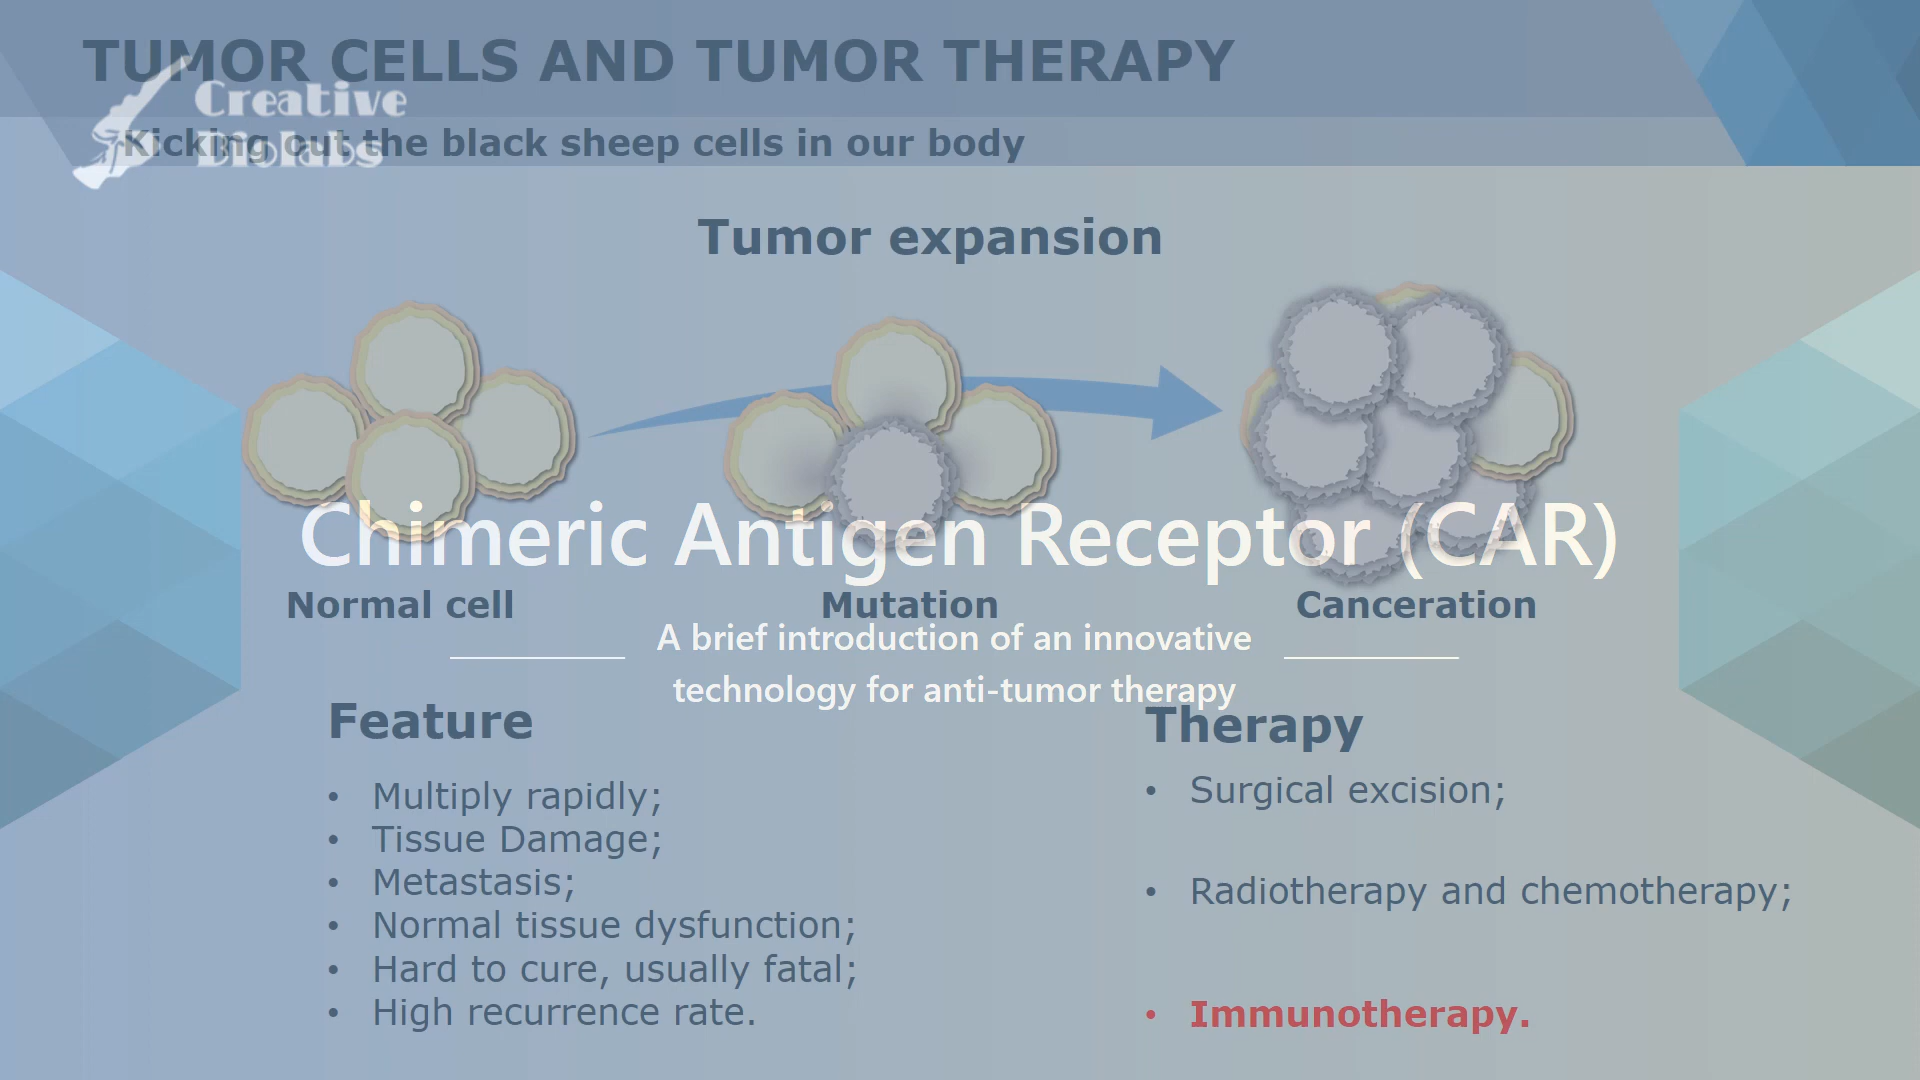 TUMOR CELLS AND TUMOR THERAPY
Creative
Biolabs
Kicking out the black sheep cells in our body
Tumor expansion
Chimeric Antigen Receptor (CAR)
Normal cell
Mutation
Canceration
A brief introduction of an innovative
technology for anti-tumor therapy
Feature
• Multiply rapidly;
• Tissue Damage;
• Metastasis;
• Normal tissue dysfunction;
• Hard to cure, usually fatal;
• High recurrence rate.
Therapy
• Surgical excision;
• Radiotherapy and chemotherapy;
• Immunotherapy.